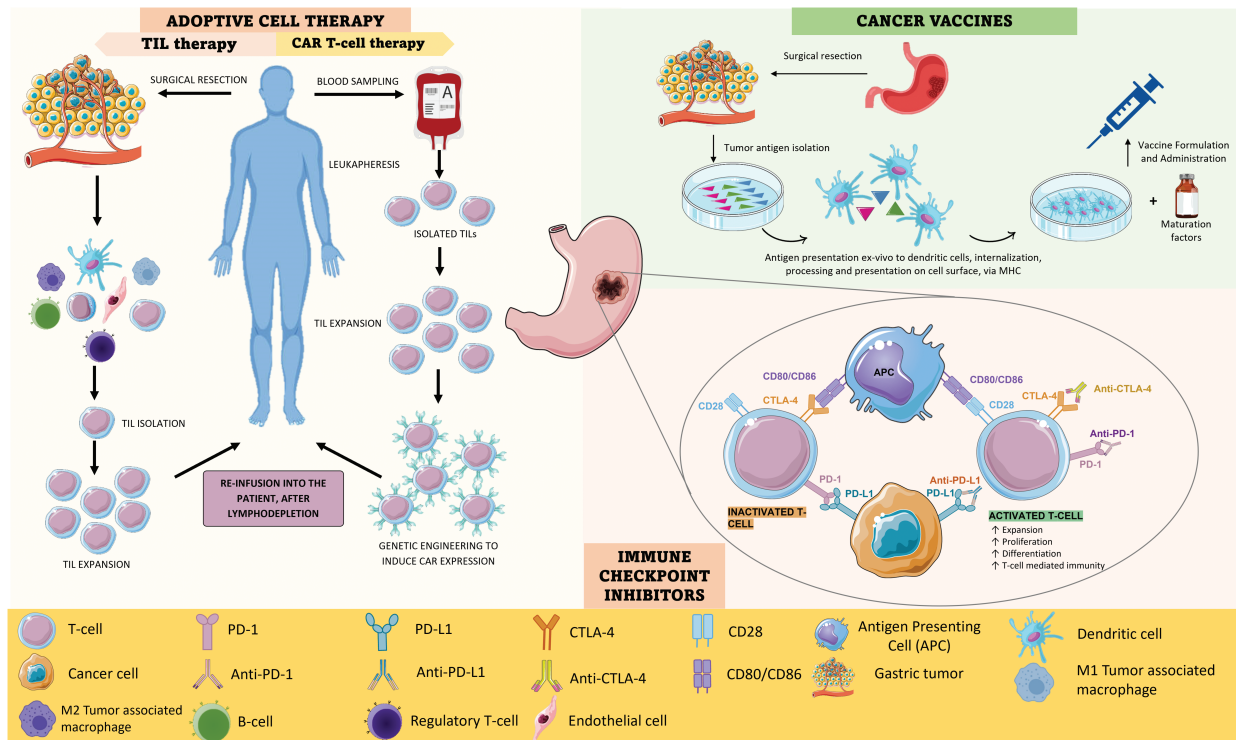 ADOPTIVE CELL THERAPY
TIL therapy
CAR T-cell therapy
SURGICAL RESECTION
BLOOD SAMPLING
A
LEUKAPHERESIS
ISOLATED TILs
TIL EXPANSION
TIL ISOLATION
RE-INFUSION INTO THE
PATIENT, AFTER
LYMPHODEPLETION
TIL EXPANSION
GENETIC ENGINEERING TO
INDUCE CAR EXPRESSION
CANCER VACCINES
Surgical resection
Tumor antigen isolation
Vaccine Formulation
and Administration
+
Maturation
factors
Antigen presentation ex-vivo to dendritic cells, internalization,
processing and presentation on cell surface, via MHC
APC
CD80/CD86
CD80/CD86
CD28
CTLA-4
CD28
CTLA-4
Anti-CTLA-4
Anti-PD-1
PD-1
PD-1
PD-L1
Anti-PD-L1
PD-L1
INACTIVATED T-
CELL
ACTIVATED T-CELL
↑ Expansion
↑ Proliferation
↑ Differentiation
↑ T-cell mediated immunity
IMMUNE
CHECKPOINT
INHIBITORS
T-cell
PD-1
PD-L1
CTLA-4
CD28
Antigen Presenting
Cell (APC)
Dendritic cell
Cancer cell
Anti-PD-1
Anti-PD-L1
Anti-CTLA-4
CD80/CD86
Gastric tumor
M1 Tumor associated
macrophage
M2 Tumor associated
macrophage
B-cell
Regulatory T-cell
Endothelial cell